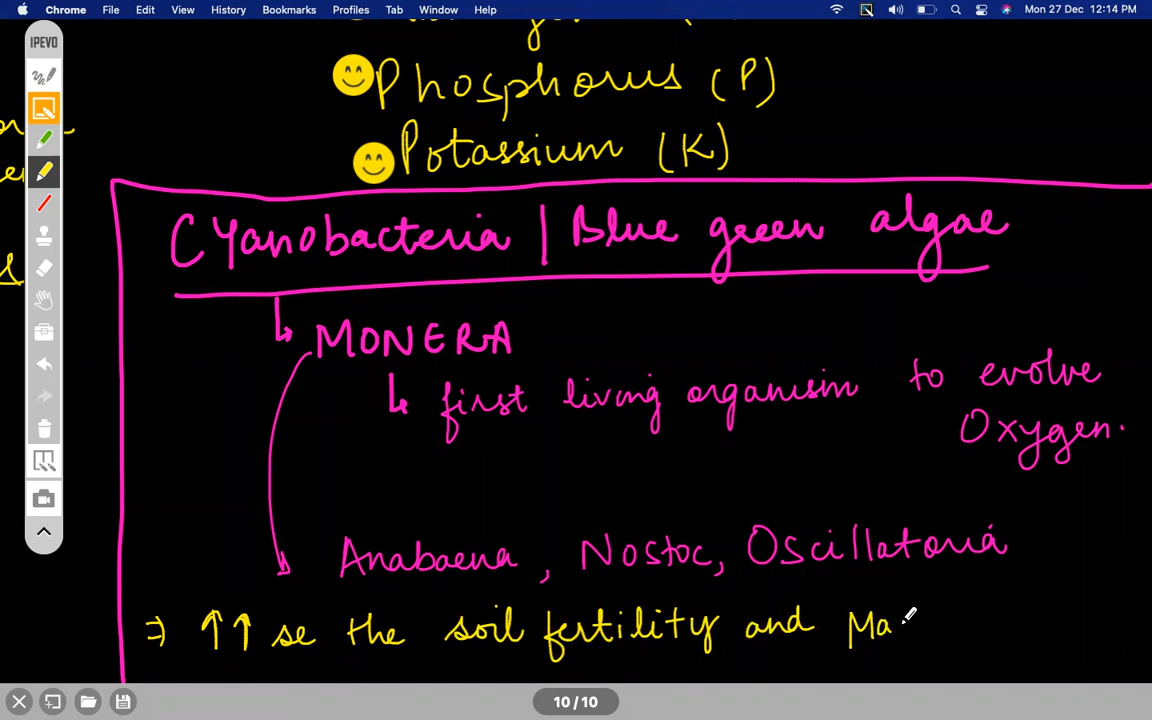 Chrome File Edit View History Bookmarks Profiles Tab Window Help Mon 27 Dec 12:14 PM
IPEVO
Phosphorus (P)
Potassium (K)
Cyanobacteria | Blue green algae
↳ MONERA
↳ first living organism to evolve
Oxygen.
Anabaena, Nostoc, Oscillatoria
⇒ ↑↑ se the soil fertility and Ma
10 / 10